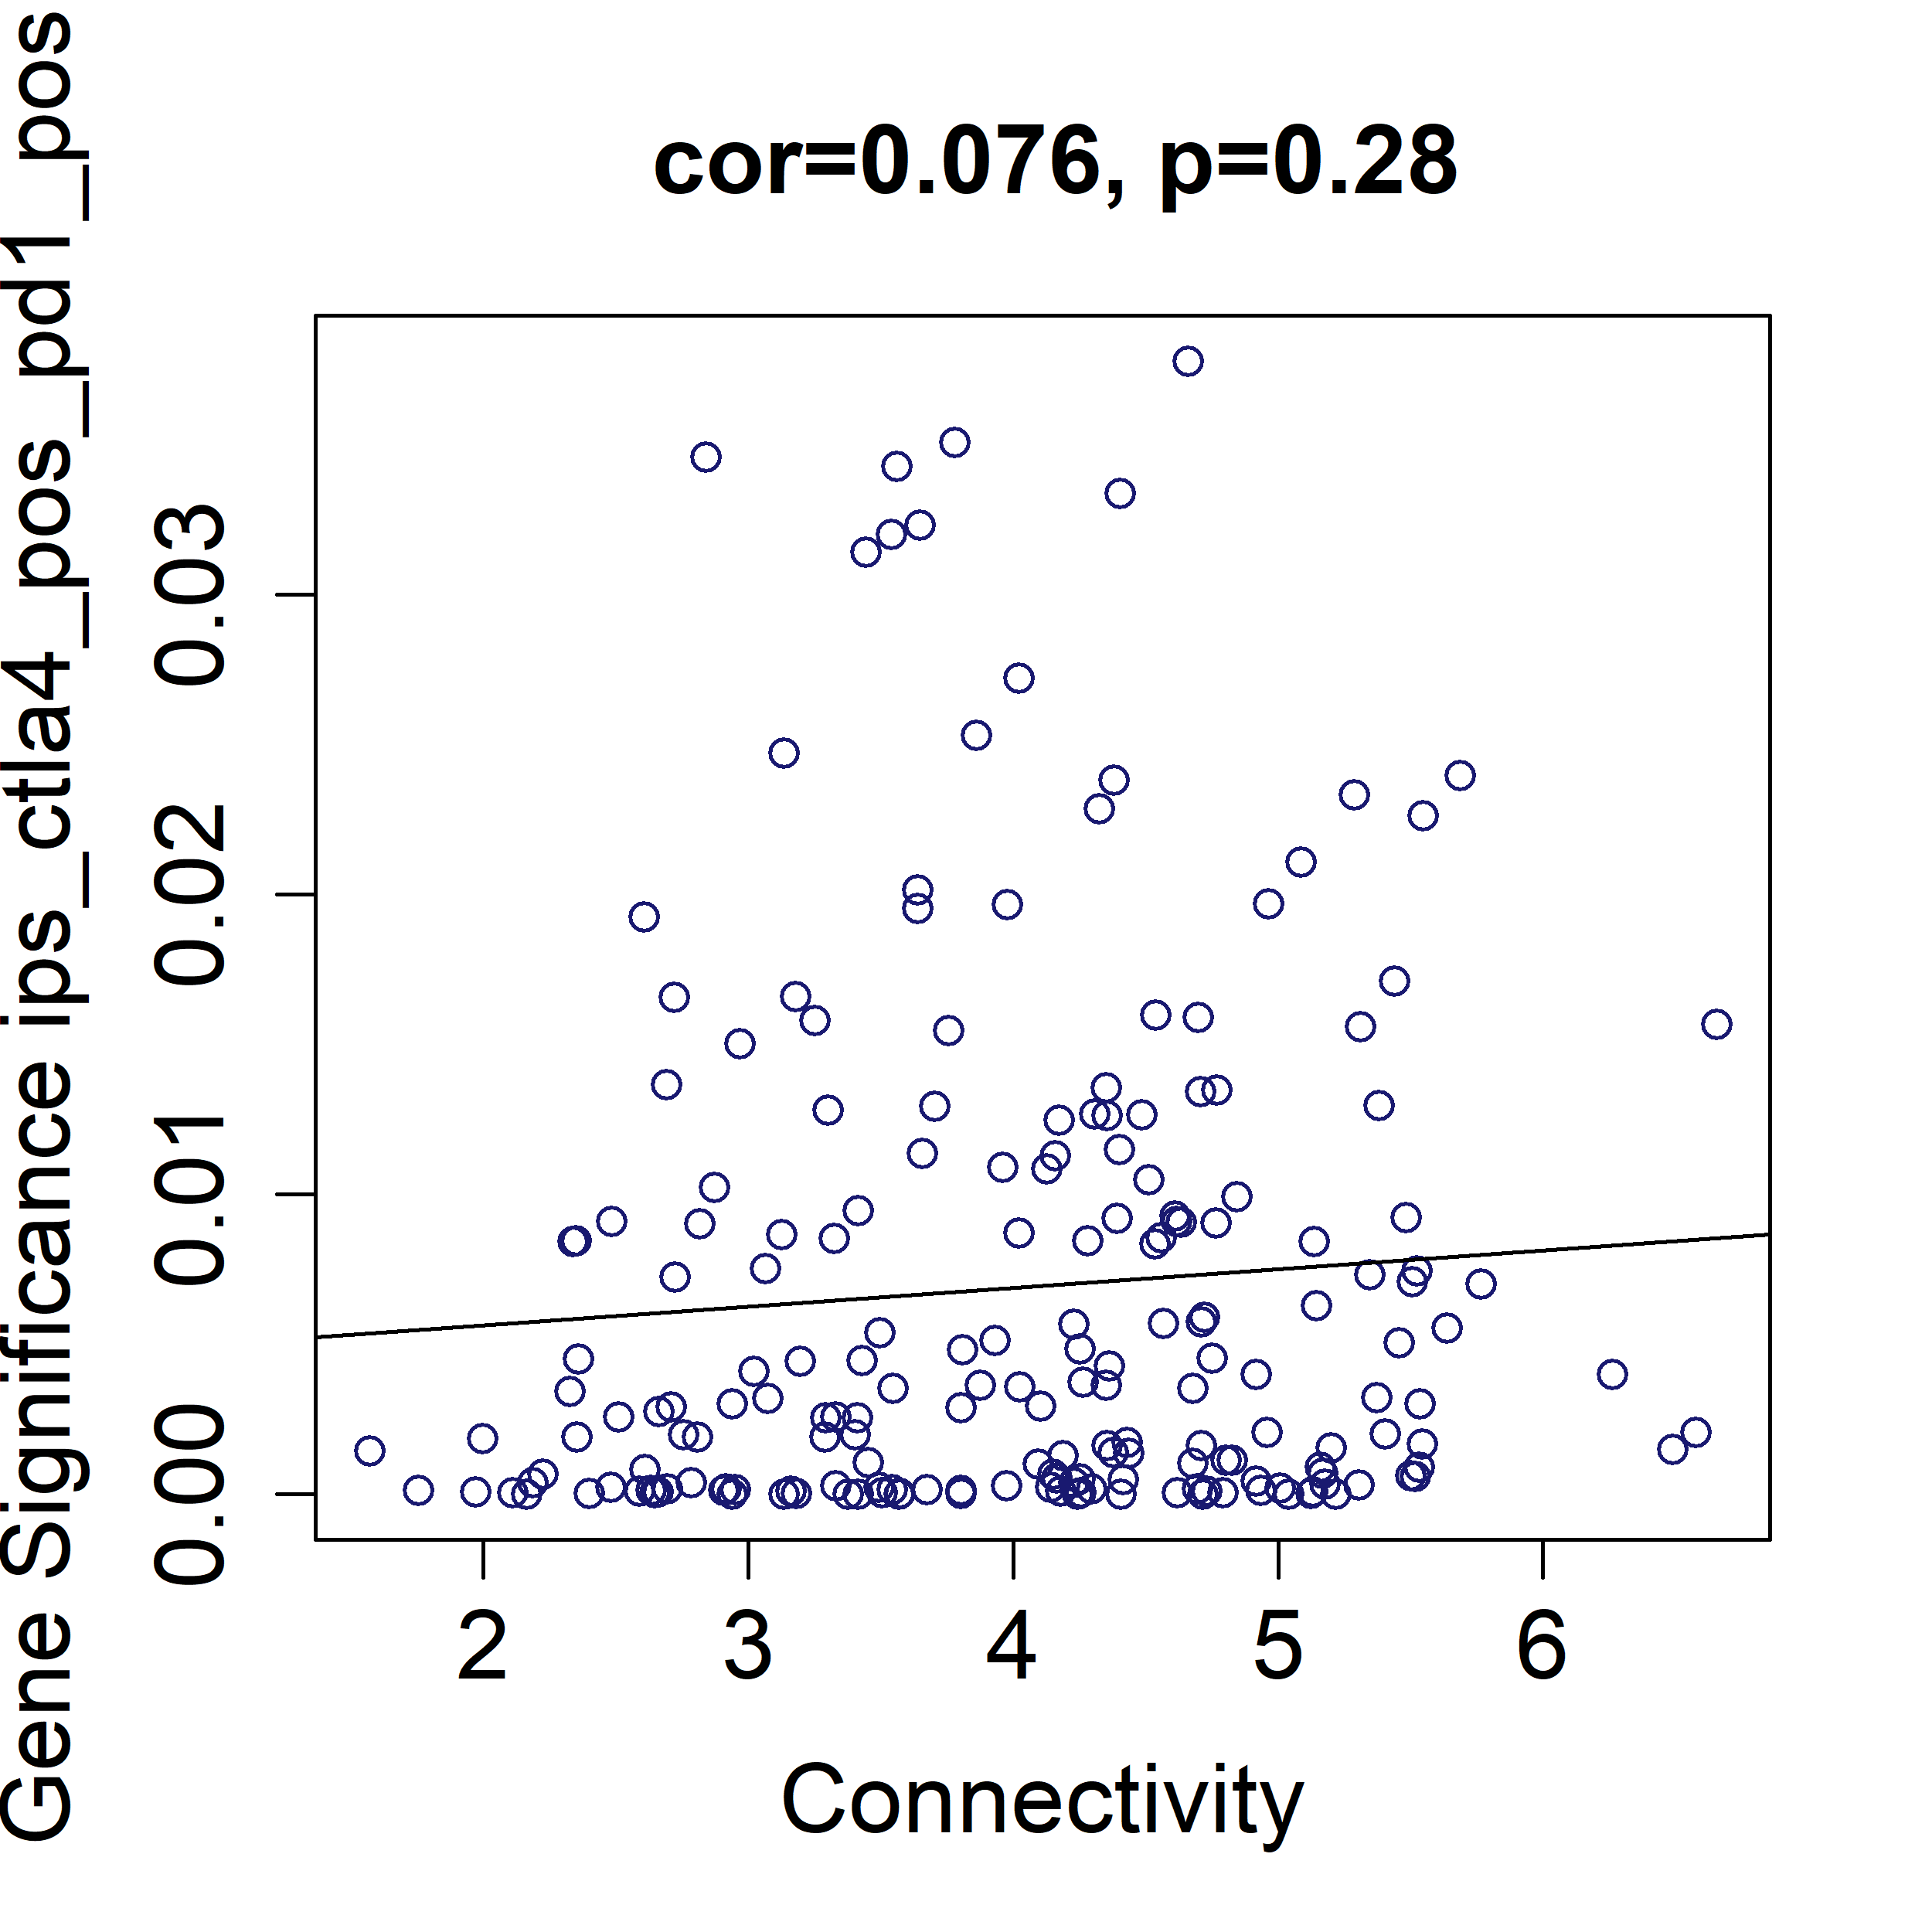 cor=0.076, p=0.28
Gene Significance ips_ctla4_pos_pd1_pos
0.03
0.02
0.01
0.00
2 3 4 5 6
Connectivity